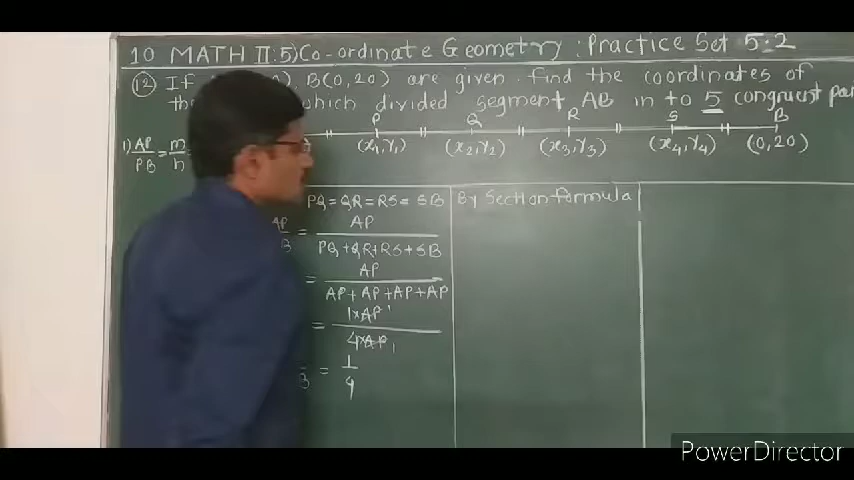 10 MATH II: 5) Co-ordinate Geometry : Practice Set 5.2
(12) If B(0,20) are given. find the coordinates of
which divided segment AB in to 5 congruent
P Q R S B
1) AP/PB = m/n (x₁,y₁) (x₂,y₂) (x₃,y₃) (x₄,y₄) (0,20)
PQ = QR = RS = SB
= AP / PQ + QR + RS + SB
= AP / AP + AP + AP + AP
= 1×AP / 4×AP
= 1/4
By Section formula
PowerDirector